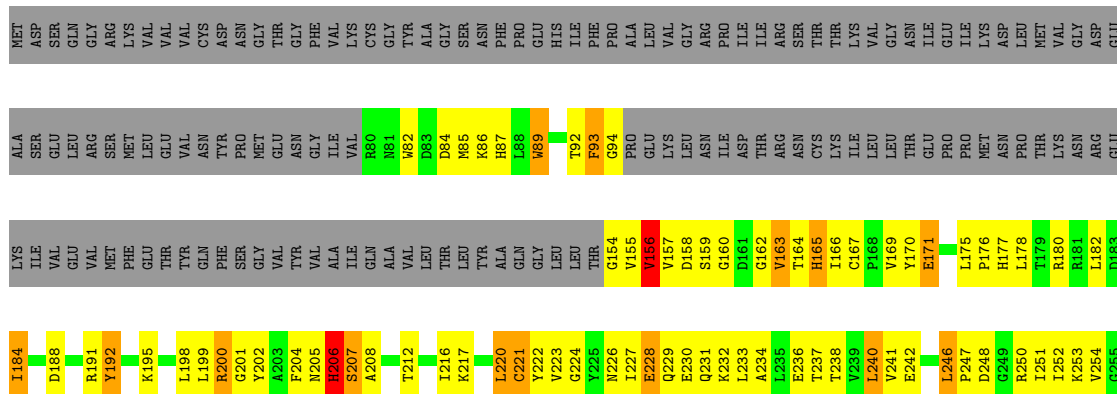 MET ASP SER GLN GLY ARG LYS VAL VAL VAL CYS ASP ASN GLY THR GLY PHE VAL LYS CYS GLY TYR ALA GLY SER ASN PHE PRO GLU HIS ILE PHE PRO ALA LEU VAL GLY ARG PRO ILE ILE ARG SER THR THR LYS VAL GLY ASN ILE GLU ILE LYS ASP LEU MET VAL GLY ASP GLU
ALA SER GLU LEU ARG SER MET LEU GLU VAL ASN TYR PRO MET GLU ASN GLY ILE VAL R80 N81 W82 D83 D84 M85 K86 H87 L88 W89 T92 F93 G94 PRO GLU LYS LEU ASN ILE ASP THR ARG ASN CYS LYS ILE LEU LEU THR GLU PRO PRO MET ASN PRO THR LYS ASN ARG GLU
LYS ILE VAL GLU VAL MET PHE GLU THR TYR GLN PHE SER GLY VAL TYR VAL ALA ILE GLN ALA VAL LEU THR LEU TYR ALA GLN GLY LEU LEU THR G154 V155 V156 V157 D158 S159 G160 D161 G162 V163 T164 H165 I166 C167 P168 V169 Y170 E171 L175 P176 H177 L178 T179 R180 R181 L182 D183
I184 D188 R191 Y192 K195 L198 L199 R200 G201 Y202 A203 F204 N205 H206 S207 A208 T212 I216 K217 L220 C221 Y222 V223 G224 Y225 N226 I227 E228 Q229 E230 Q231 K232 L233 A234 L235 E236 T237 T238 V239 L240 V241 E242 L246 P247 D248 G249 R250 I251 I252 K253 V254 G255